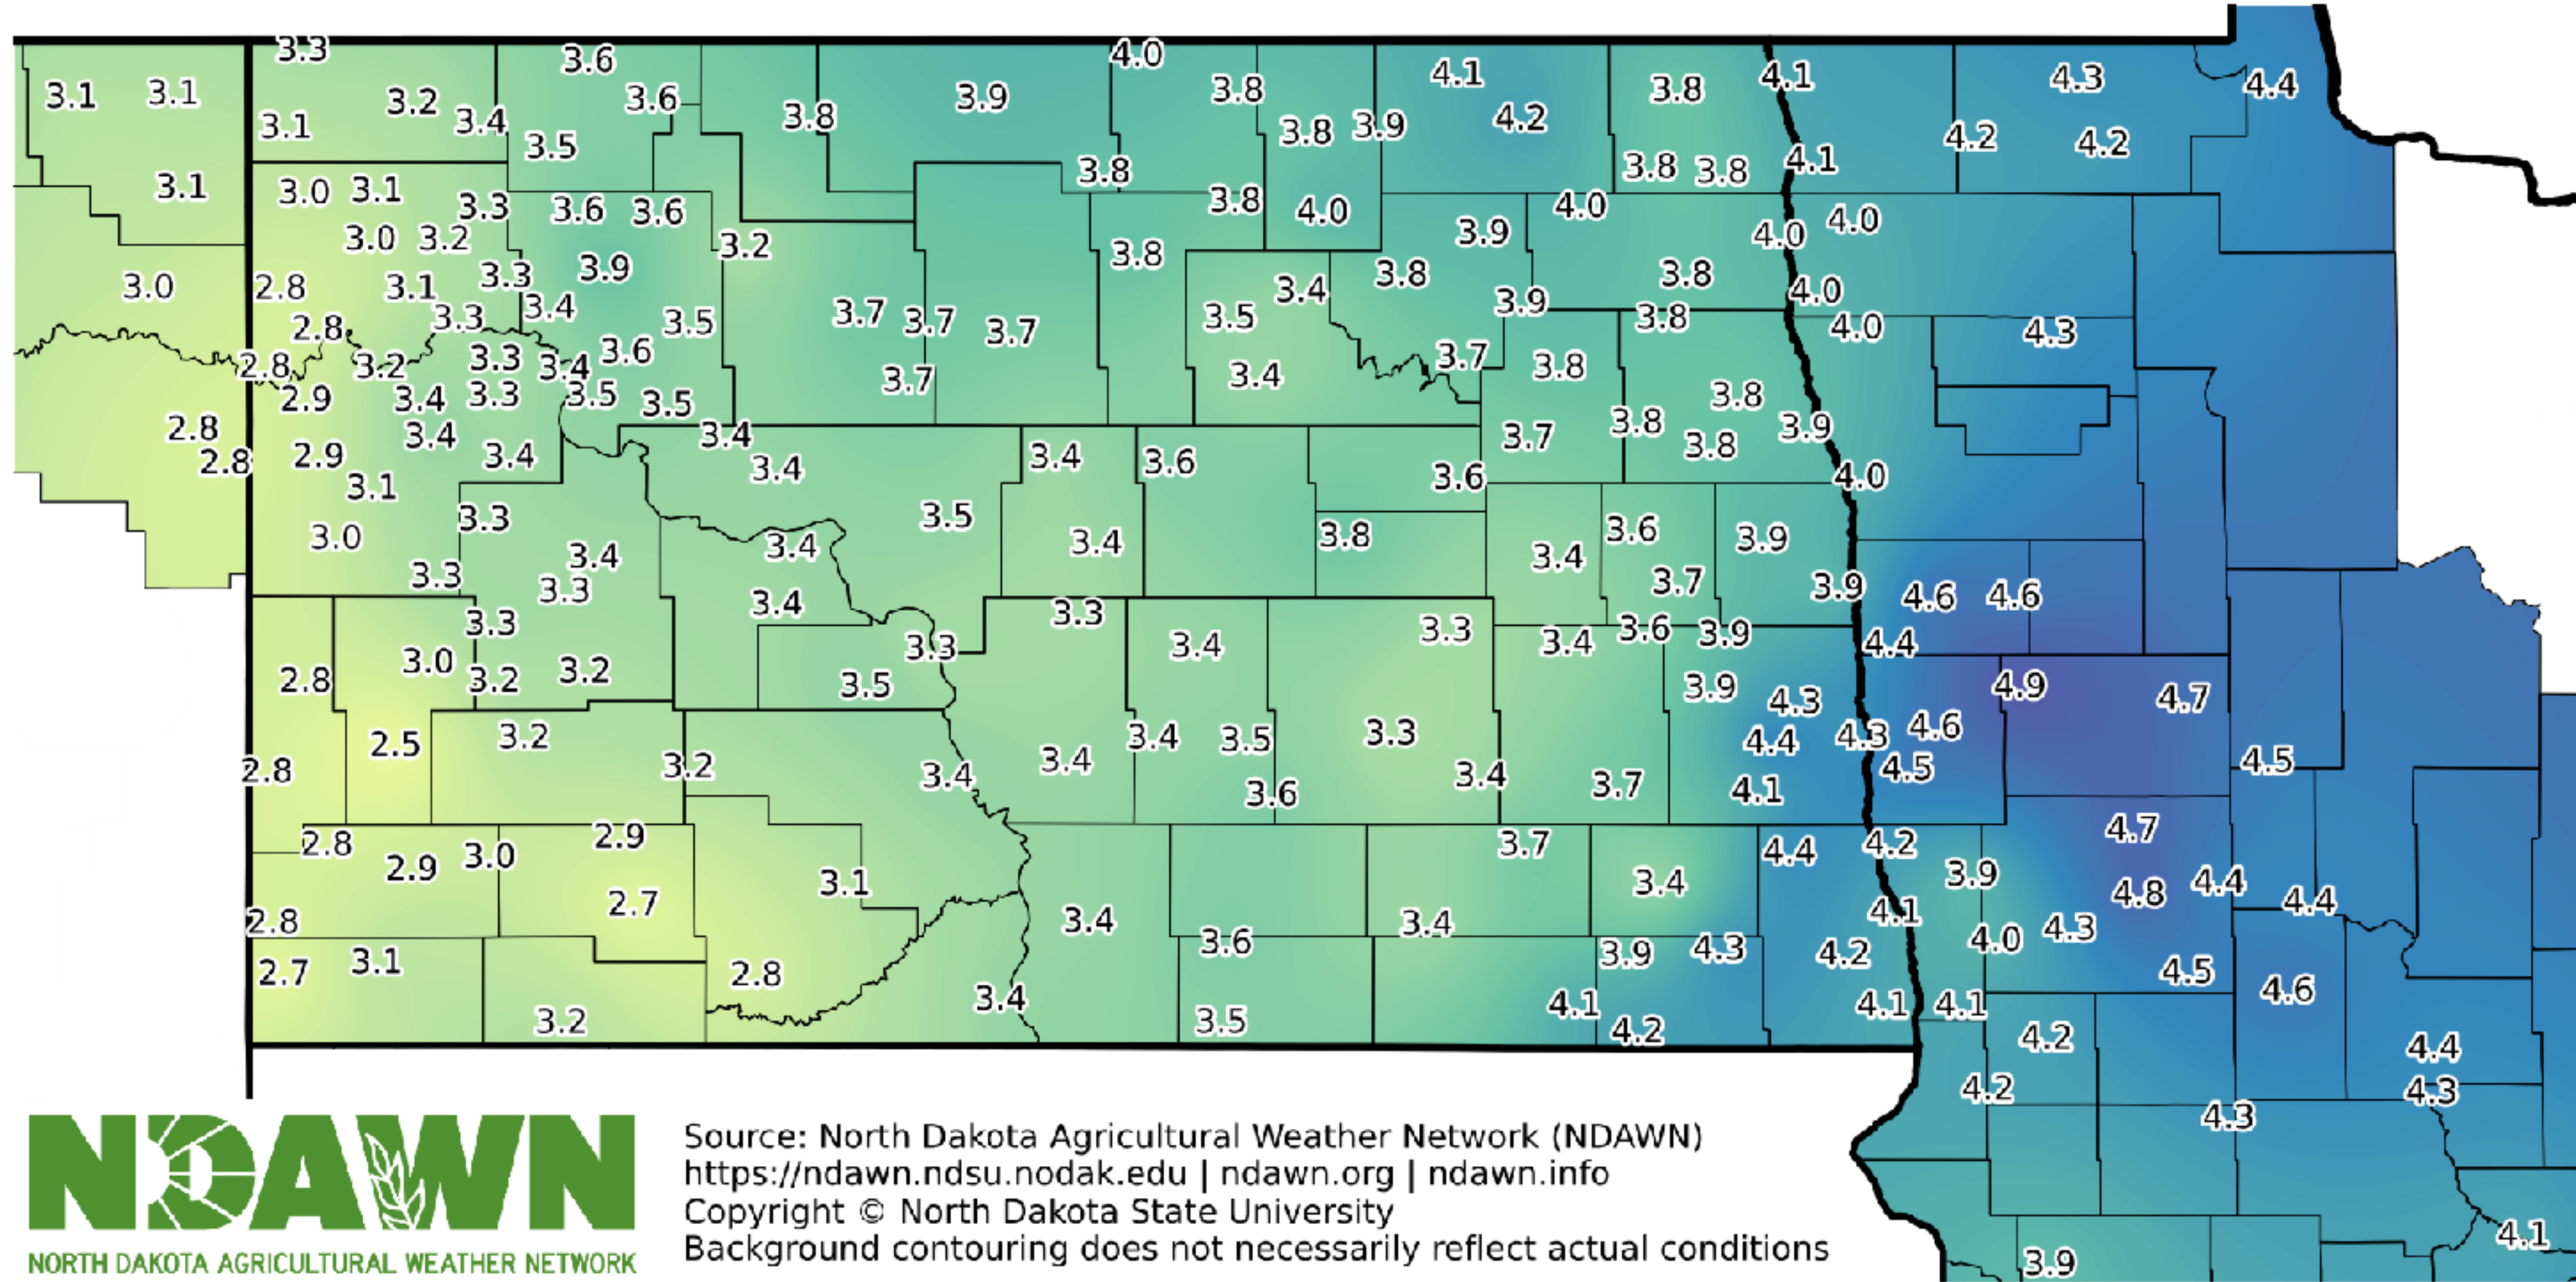 3.3 3.6 4.0
3.1 3.1 3.2 3.6 3.9 3.8 4.1 3.8 4.1 4.3 4.4
3.1 3.4 3.5 3.8 3.8 3.9 4.2 4.2 4.2
3.1 3.0 3.1 3.8 3.8 3.8 4.1
3.3 3.6 3.6 3.8 4.0 4.0 4.0
3.0 3.2 3.2 3.8 3.9 4.0
3.0 2.8 3.1 3.3 3.9 3.4 3.8 3.8 4.0
2.8 3.3 3.4 3.5 3.7 3.7 3.7 3.5 3.9 3.8 4.0 4.3
2.8 3.2 3.3 3.4 3.6 3.7 3.4 3.7 3.8
2.9 3.4 3.3 3.5 3.5 3.8
2.8 3.4 3.4 3.7 3.8 3.8 3.9
2.8 2.9 3.4 3.4 3.4 3.6 3.6 4.0
3.1 3.3 3.5
3.0 3.4 3.4 3.4 3.8 3.4 3.6 3.9
3.3 3.3 3.4 3.7 3.9 4.6 4.6
3.3 3.3 3.3 3.4 3.3 3.4 3.6 3.9 4.4
2.8 3.0 3.2 3.2 3.5 3.9 4.3 4.9 4.7
2.5 3.2 3.4 3.5 3.3 4.4 4.3 4.6
2.8 3.2 3.4 3.4 3.6 3.4 3.7 4.1 4.5 4.5
2.8 2.9 3.0 2.9 3.7 4.4 4.2 4.7
2.7 3.1 3.4 3.9 4.8 4.4 4.4
2.8 3.4 3.6 3.4 4.1 4.3
2.7 3.1 2.8 3.9 4.3 4.2 4.0 4.5
3.2 3.4 3.5 4.1 4.2 4.1 4.1 4.2 4.6
4.2 4.4
4.3 4.3
4.1
3.9
NDAWN
NORTH DAKOTA AGRICULTURAL WEATHER NETWORK
Source: North Dakota Agricultural Weather Network (NDAWN)
https://ndawn.ndsu.nodak.edu | ndawn.org | ndawn.info
Copyright © North Dakota State University
Background contouring does not necessarily reflect actual conditions